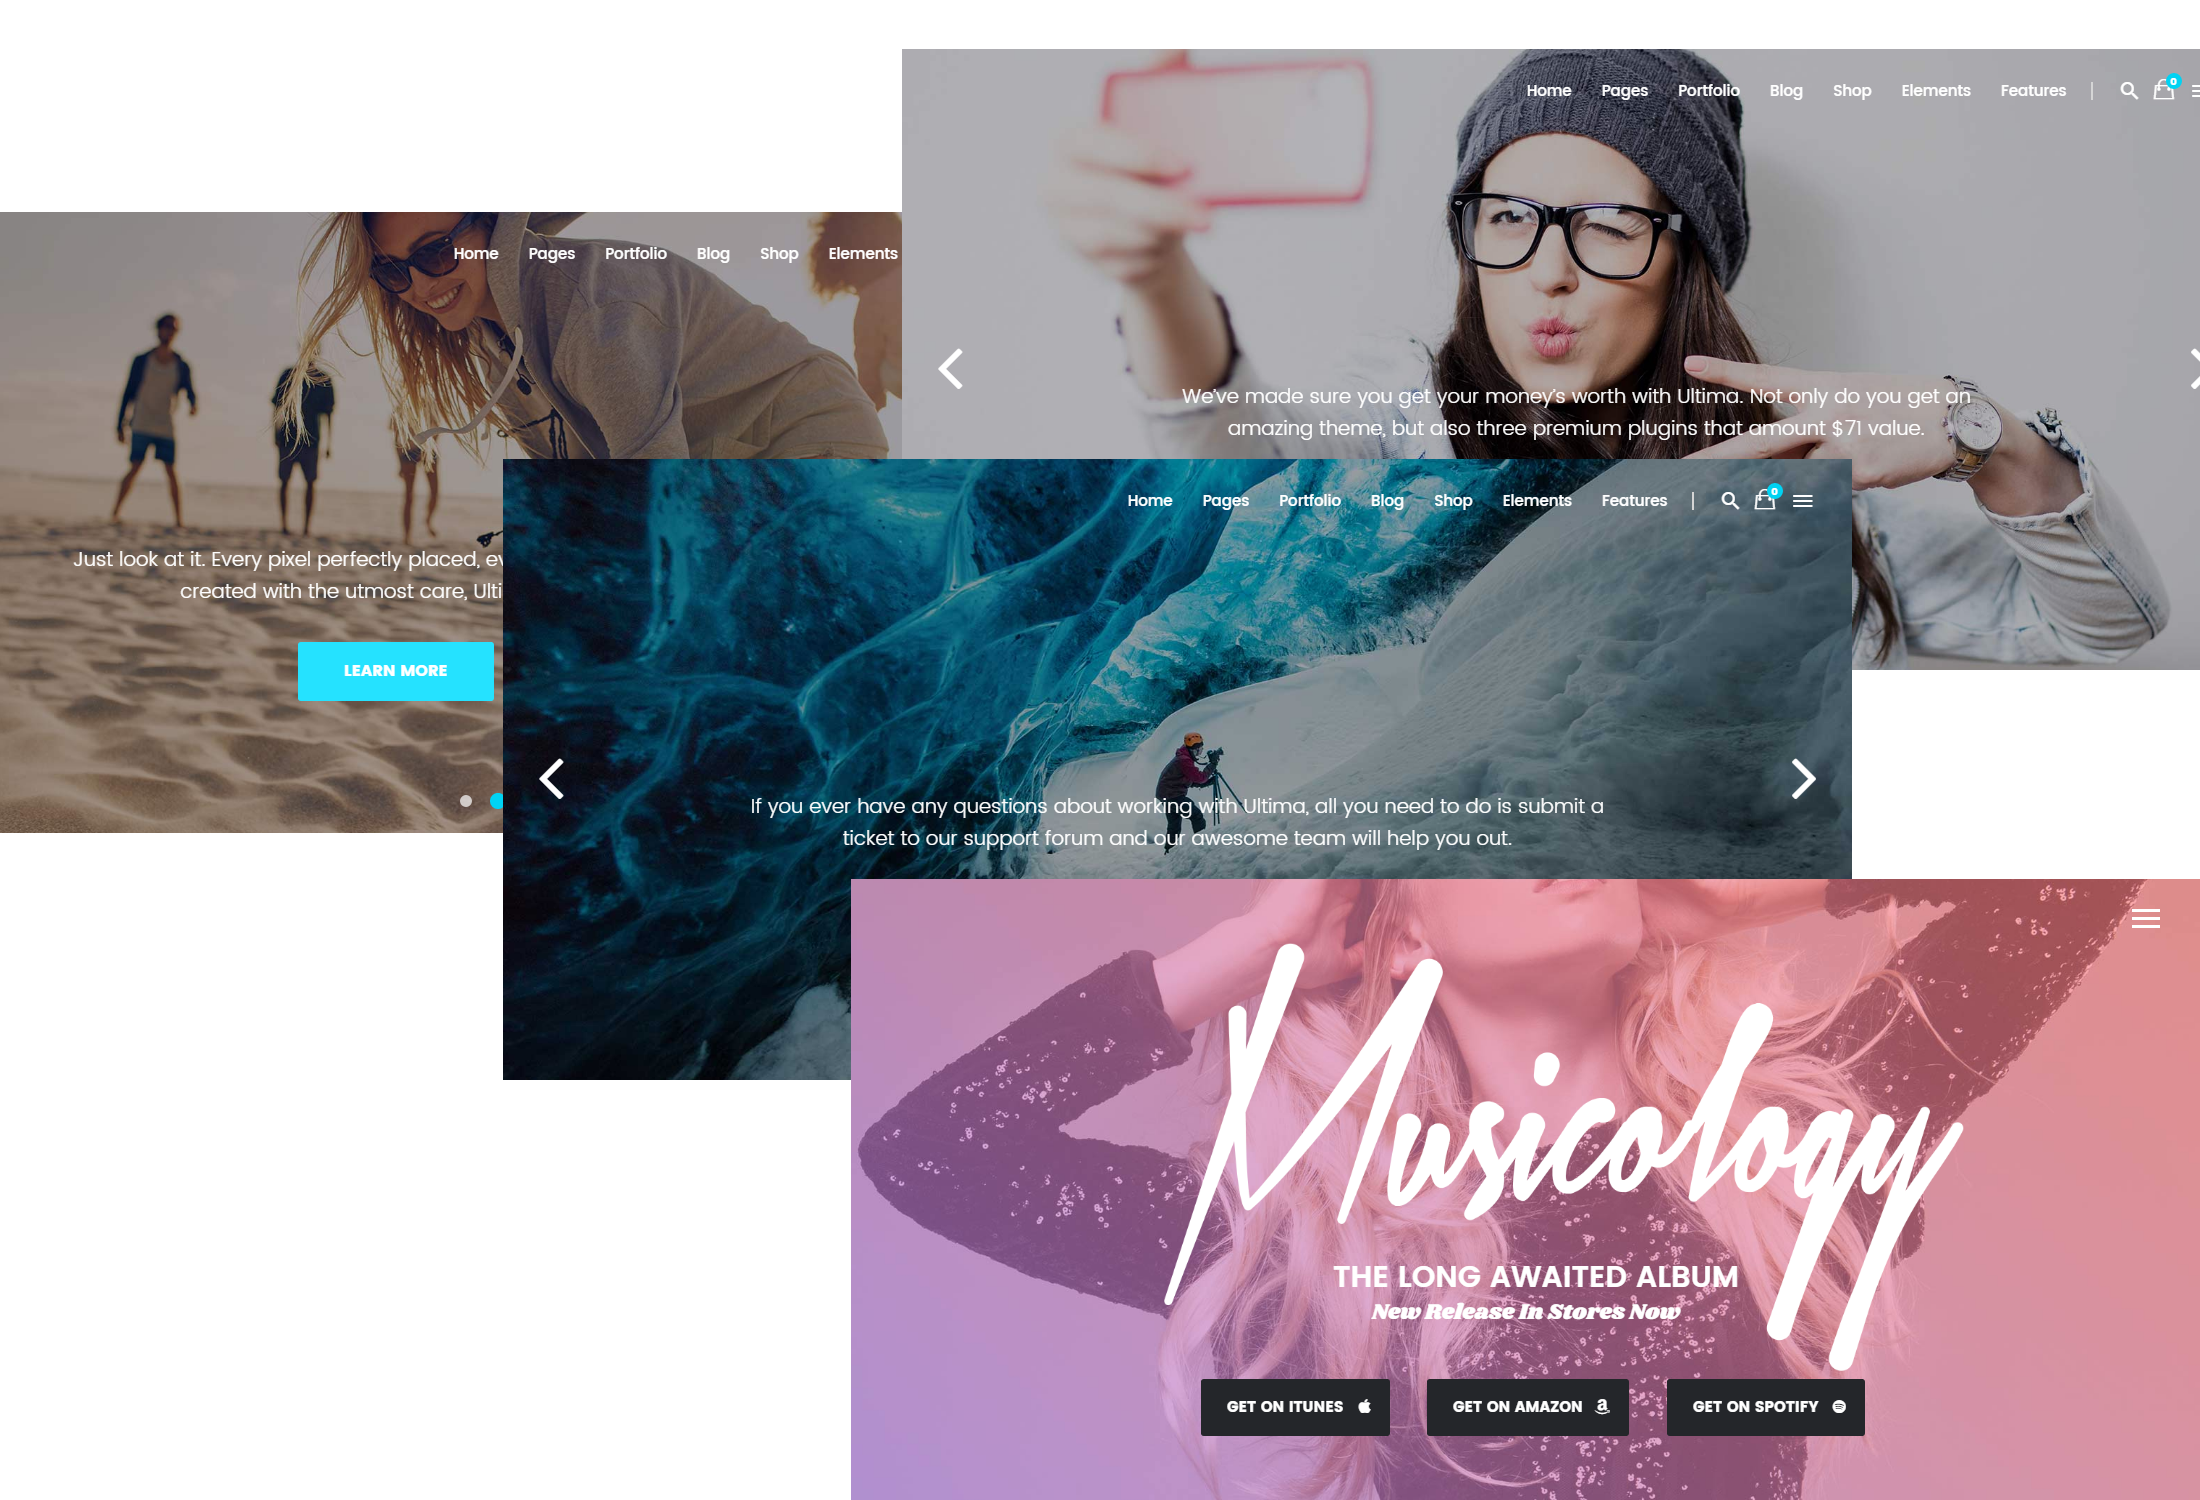 Home Pages Portfolio Blog Shop Elements Features | 0
We've made sure you get your money's worth with Ultima. Not only do you get an
amazing theme, but also three premium plugins that amount $71 value.
Home Pages Portfolio Blog Shop Elements
Just look at it. Every pixel perfectly placed,
created with the utmost care,
LEARN MORE
Home Pages Portfolio Blog Shop Elements Features | 0
If you ever have any questions about working with Ultima, all you need to do is submit a
ticket to our support forum and our awesome team will help you out.
Musicology
THE LONG AWAITED ALBUM
New Release In Stores Now
GET ON ITUNES
GET ON AMAZON
GET ON SPOTIFY